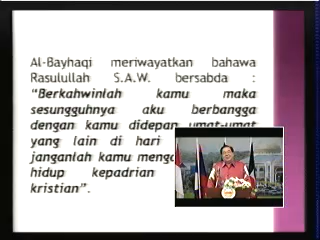 Al-Bayhaqi meriwayatkan bahawa
Rasulullah S.A.W. bersabda :
“Berkahwinlah kamu maka
sesungguhnya aku berbangga
dengan kamu didepan umat-umat
yang lain di hari
janganlah kamu
hidup kepadrian
kristian”.